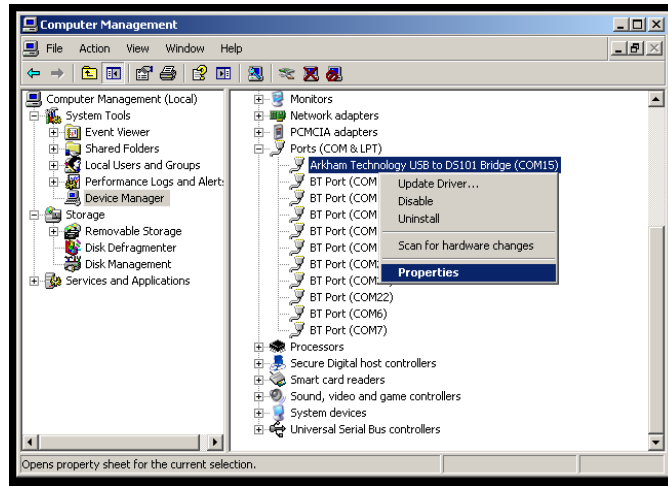 Computer Management
File Action View Window Help
Computer Management (Local)
System Tools
Event Viewer
Shared Folders
Local Users and Groups
Performance Logs and Alert
Device Manager
Storage
Removable Storage
Disk Defragmenter
Disk Management
Services and Applications
Monitors
Network adapters
PCMCIA adapters
Ports (COM & LPT)
Arkham Technology USB to DS101 Bridge (COM15)
BT Port (COM
BT Port (COM
BT Port (COM
BT Port (COM
BT Port (COM
BT Port (COM
BT Port (COM
BT Port (COM22)
BT Port (COM6)
BT Port (COM7)
Processors
Secure Digital host controllers
Smart card readers
Sound, video and game controllers
System devices
Universal Serial Bus controllers
Update Driver...
Disable
Uninstall
Scan for hardware changes
Properties
Opens property sheet for the current selection.